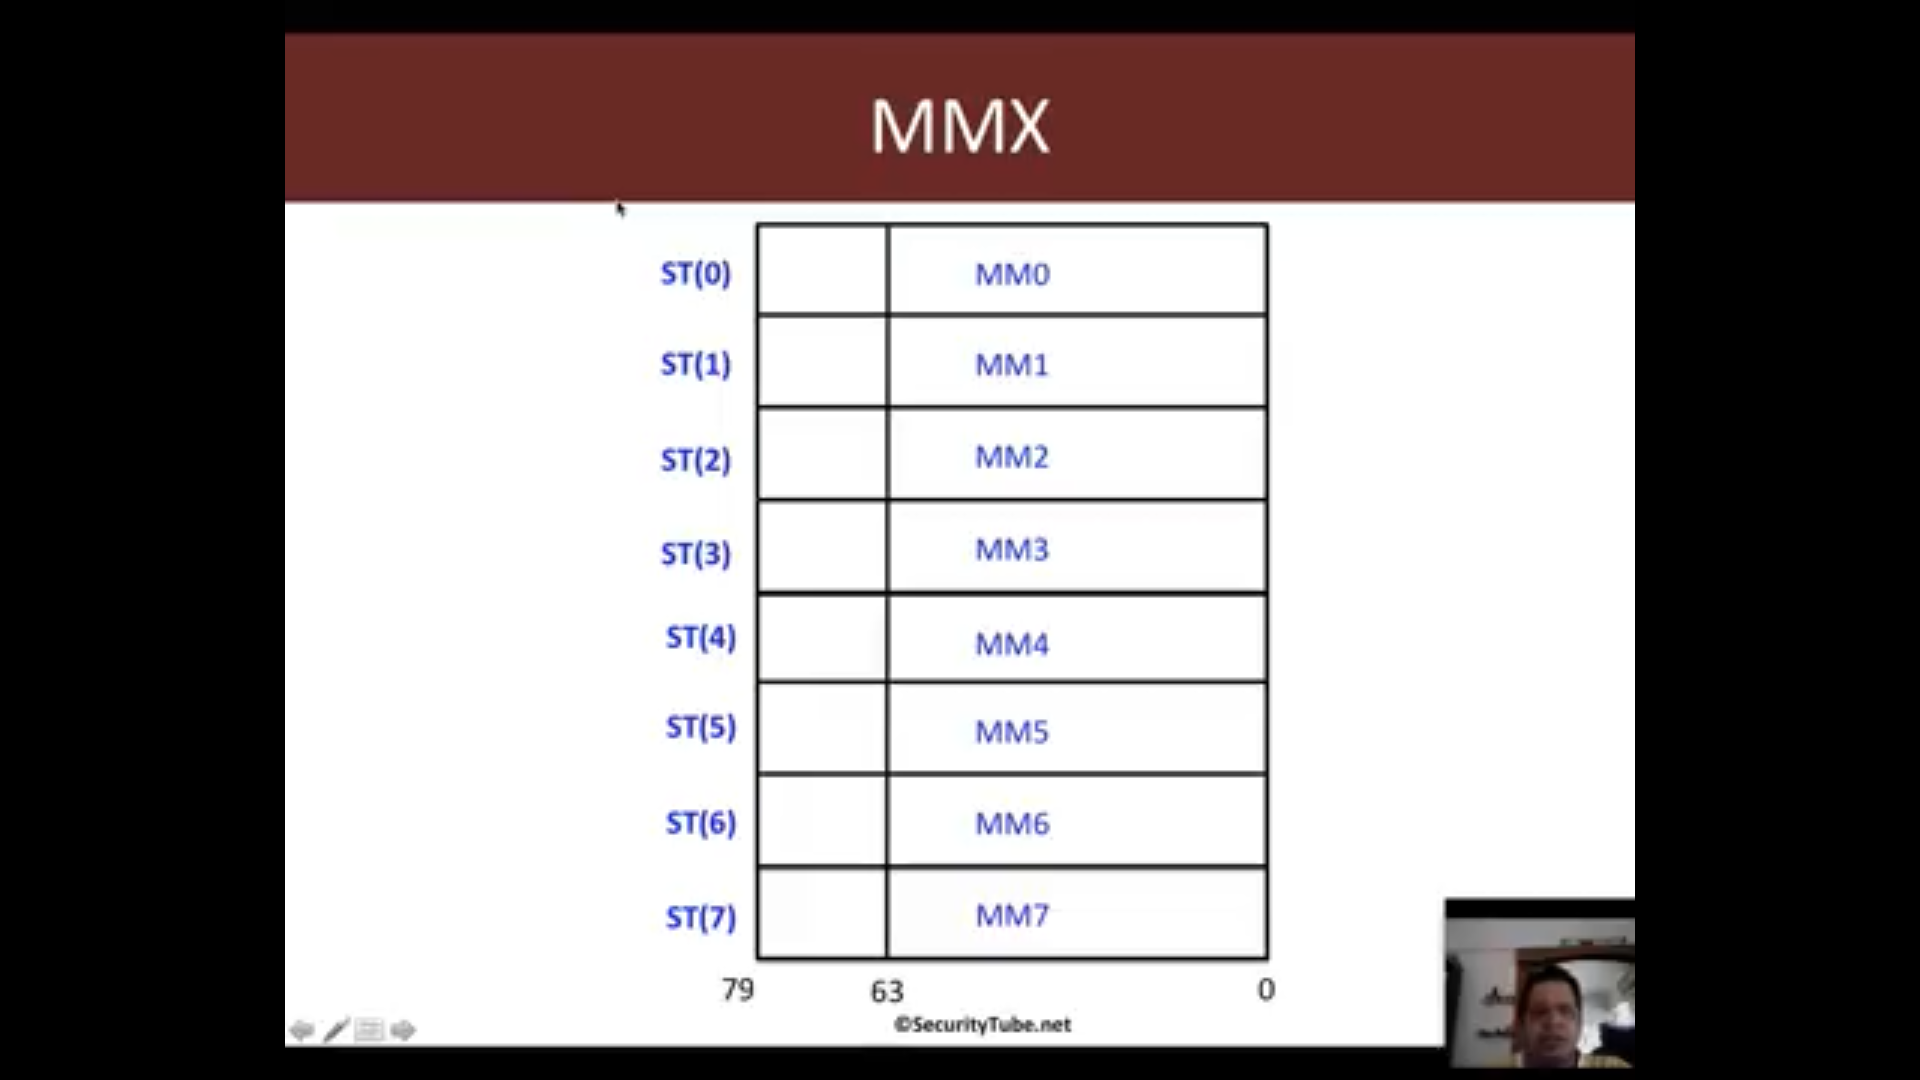 MMX
ST(0) MM0
ST(1) MM1
ST(2) MM2
ST(3) MM3
ST(4) MM4
ST(5) MM5
ST(6) MM6
ST(7) MM7
79 63 0
©SecurityTube.net